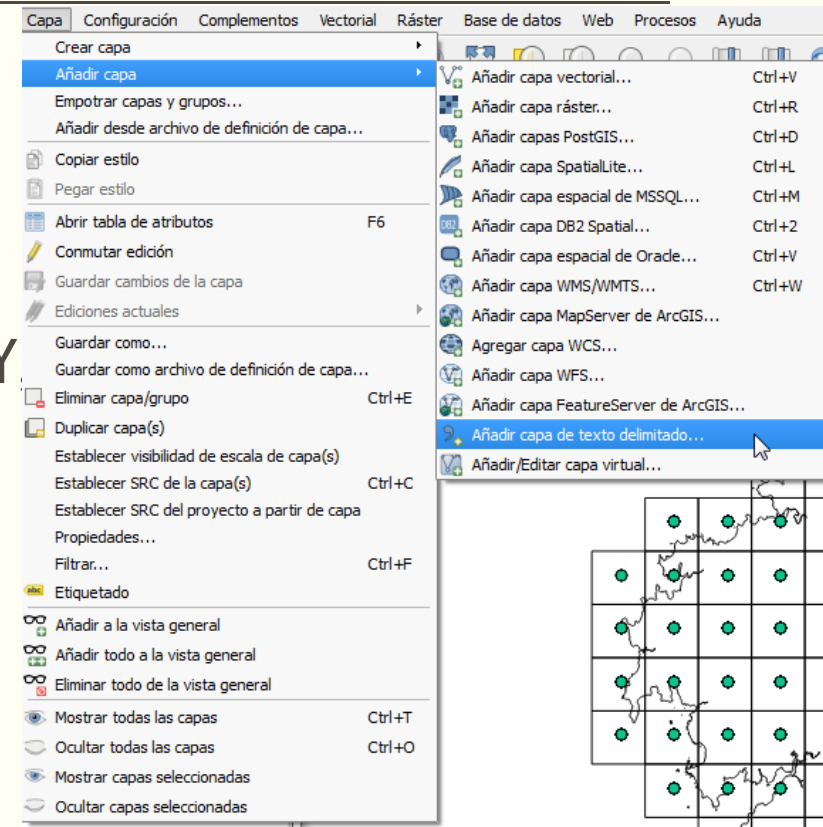 Capa Configuración Complementos Vectorial Ráster Base de datos Web Procesos Ayuda
Crear capa
Añadir capa
Empotrar capas y grupos...
Añadir desde archivo de definición de capa...
Copiar estilo
Pegar estilo
Abrir tabla de atributos F6
Conmutar edición
Guardar cambios de la capa
Ediciones actuales
Guardar como...
Guardar como archivo de definición de capa...
Eliminar capa/grupo Ctrl+E
Duplicar capa(s)
Establecer visibilidad de escala de capa(s)
Establecer SRC de la capa(s) Ctrl+C
Establecer SRC del proyecto a partir de capa
Propiedades...
Filtrar... Ctrl+F
abc Etiquetado
Añadir a la vista general
Añadir todo a la vista general
Eliminar todo de la vista general
Mostrar todas las capas Ctrl+T
Ocultar todas las capas Ctrl+O
Mostrar capas seleccionadas
Ocultar capas seleccionadas
Añadir capa vectorial... Ctrl+V
Añadir capa ráster... Ctrl+R
Añadir capas PostGIS... Ctrl+D
Añadir capa SpatiaLite... Ctrl+L
Añadir capa espacial de MSSQL... Ctrl+M
DB2 Añadir capa DB2 Spatial... Ctrl+2
Añadir capa espacial de Oracle... Ctrl+V
Añadir capa WMS/WMTS... Ctrl+W
Añadir capa MapServer de ArcGIS...
Agregar capa WCS...
Añadir capa WFS...
Añadir capa FeatureServer de ArcGIS...
Añadir capa de texto delimitado...
Añadir/Editar capa virtual...
Y.